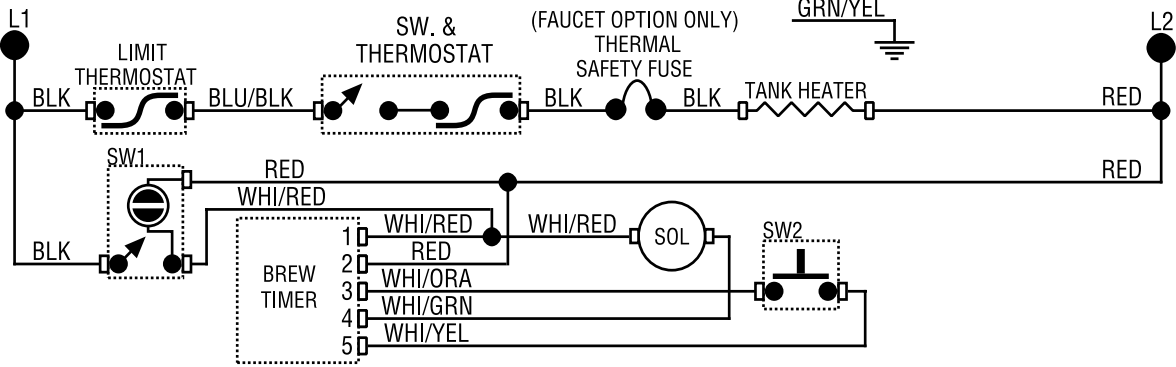 L1
LIMIT
THERMOSTAT
SW. &
THERMOSTAT
(FAUCET OPTION ONLY)
THERMAL
SAFETY FUSE
GRN/YEL
L2
BLK
BLU/BLK
BLK
BLK
TANK HEATER
RED
SW1
RED
RED
WHI/RED
BLK
BREW
TIMER
1
WHI/RED
WHI/RED
SOL
2
RED
3
WHI/ORA
SW2
4
WHI/GRN
5
WHI/YEL